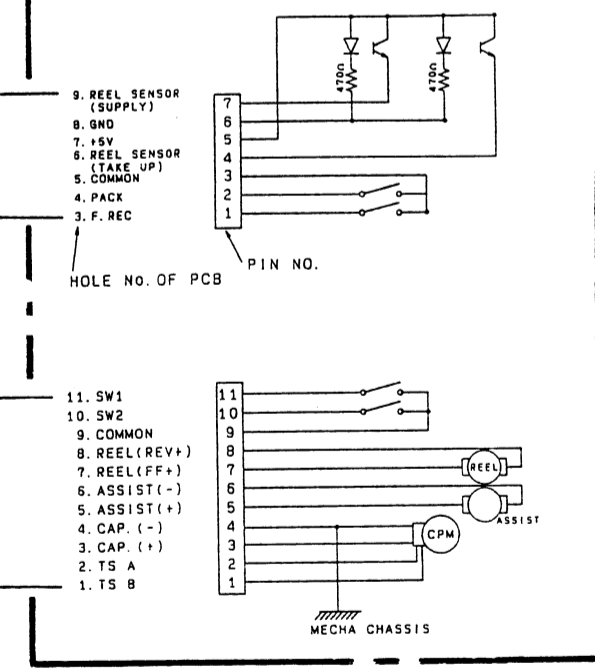 470Ω
470Ω
9. REEL SENSOR
(SUPPLY)
8. GND
7. +5V
6. REEL SENSOR
(TAKE UP)
5. COMMON
4. PACK
3. F. REC
7
6
5
4
3
2
1
HOLE No. OF PCB
PIN NO.
11. SW1
10. SW2
9. COMMON
8. REEL(REV+)
7. REEL(FF+)
6. ASSIST(-)
5. ASSIST(+)
4. CAP. (-)
3. CAP. (+)
2. TS A
1. TS B
11
10
9
8
7
6
5
4
3
2
1
REEL
ASSIST
CPM
MECHA CHASSIS